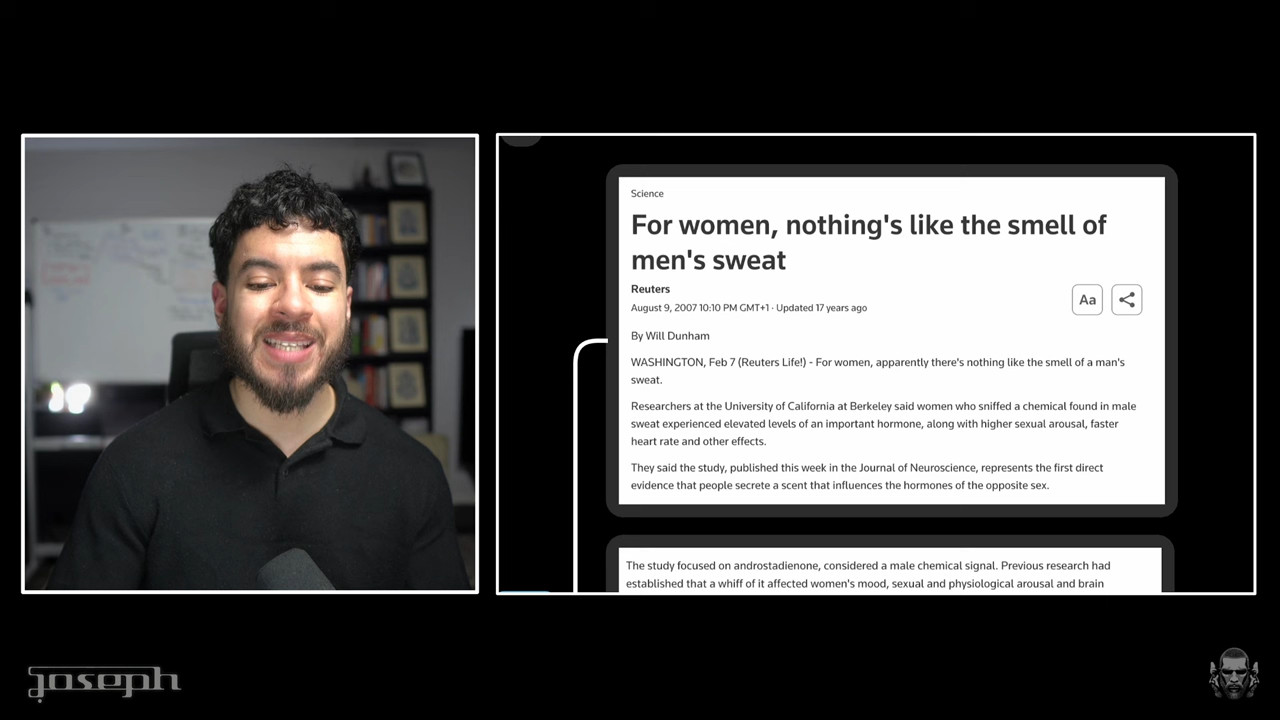 Science
For women, nothing's like the smell of
men's sweat
Reuters
August 9, 2007 10:10 PM GMT+1 · Updated 17 years ago
Aa
By Will Dunham
WASHINGTON, Feb 7 (Reuters Life!) - For women, apparently there's nothing like the smell of a man's
sweat.
Researchers at the University of California at Berkeley said women who sniffed a chemical found in male
sweat experienced elevated levels of an important hormone, along with higher sexual arousal, faster
heart rate and other effects.
They said the study, published this week in the Journal of Neuroscience, represents the first direct
evidence that people secrete a scent that influences the hormones of the opposite sex.
The study focused on androstadienone, considered a male chemical signal. Previous research had
established that a whiff of it affected women's mood, sexual and physiological arousal and brain
joseph